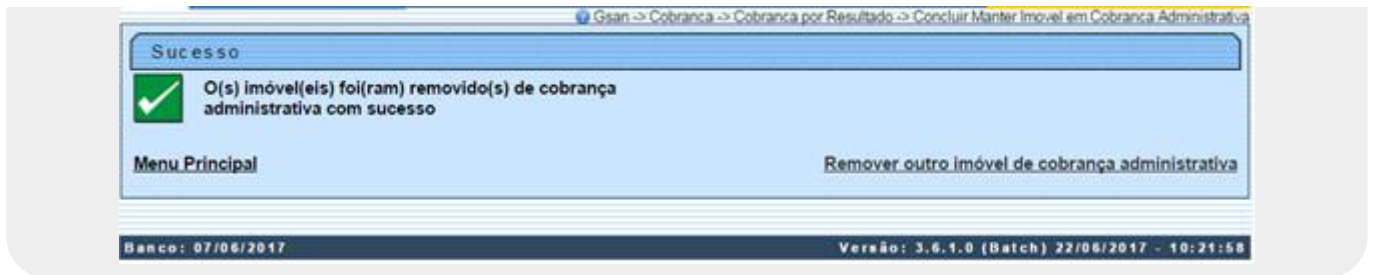 Gsan -> Cobranca -> Cobranca por Resultado -> Concluir Manter Imovel em Cobranca Administrativa
Sucesso
O(s) imóvel(eis) foi(ram) removido(s) de cobrança
administrativa com sucesso
Menu Principal
Remover outro imóvel de cobrança administrativa
Banco: 07/06/2017
Versão: 3.6.1.0 (Batch) 22/06/2017 - 10:21:58